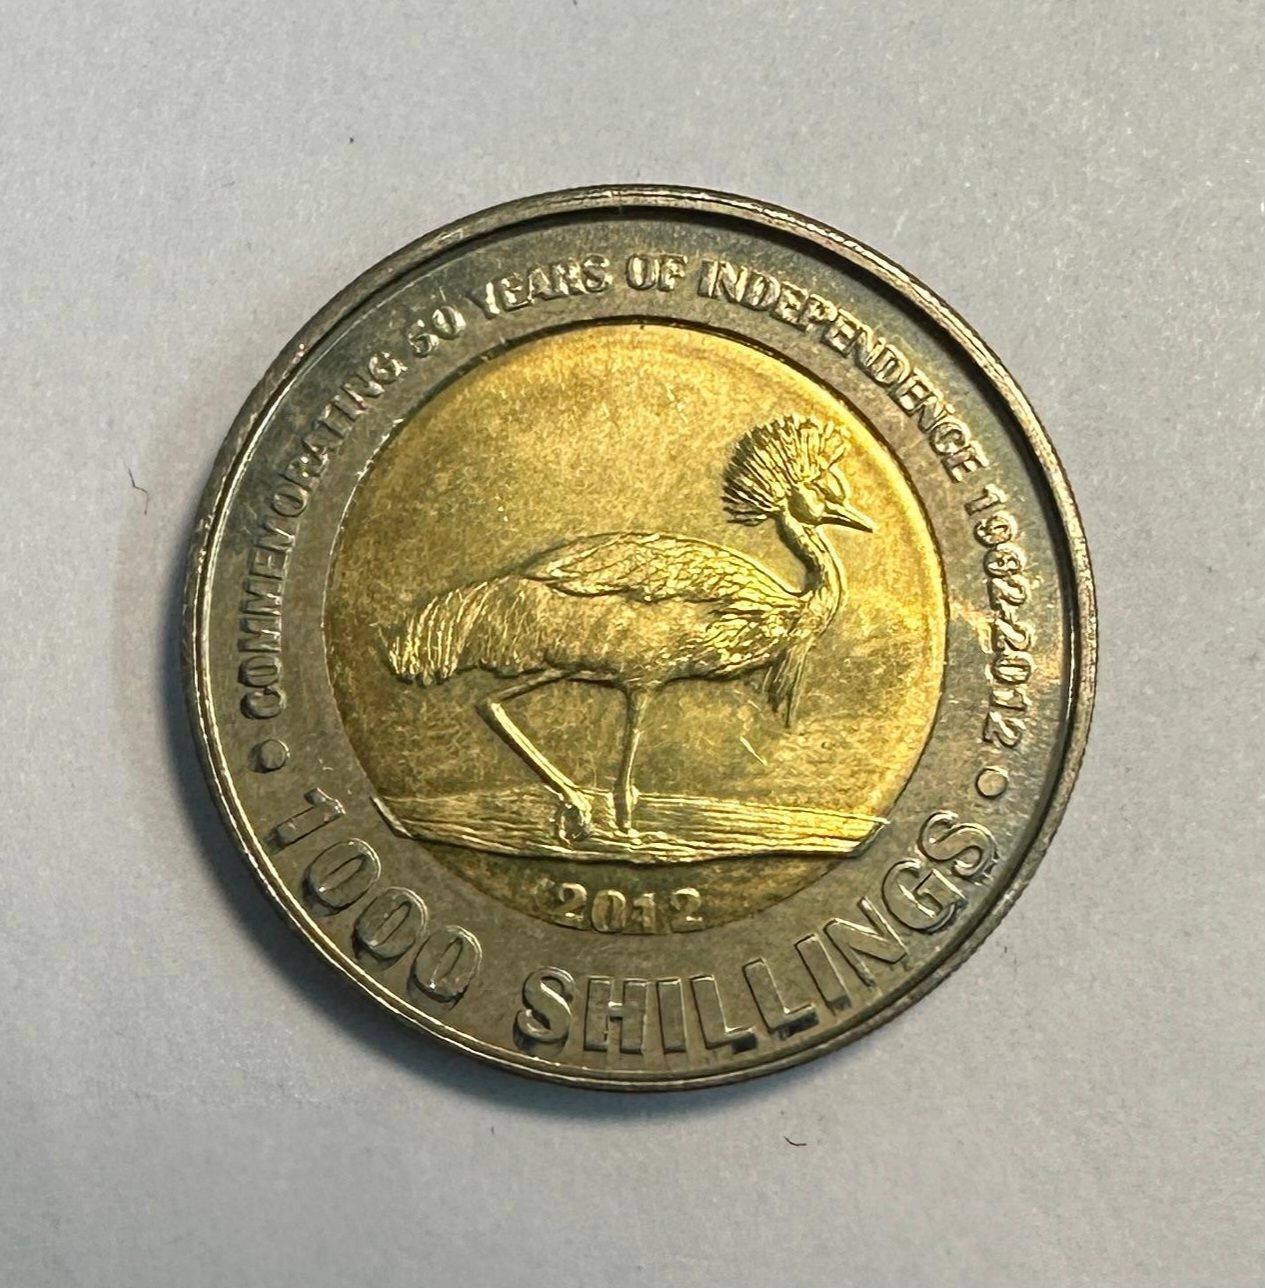 • COMMEMORATING 50 YEARS OF INDEPENDENCE 1962-2012 •
2012
1000 SHILLINGS